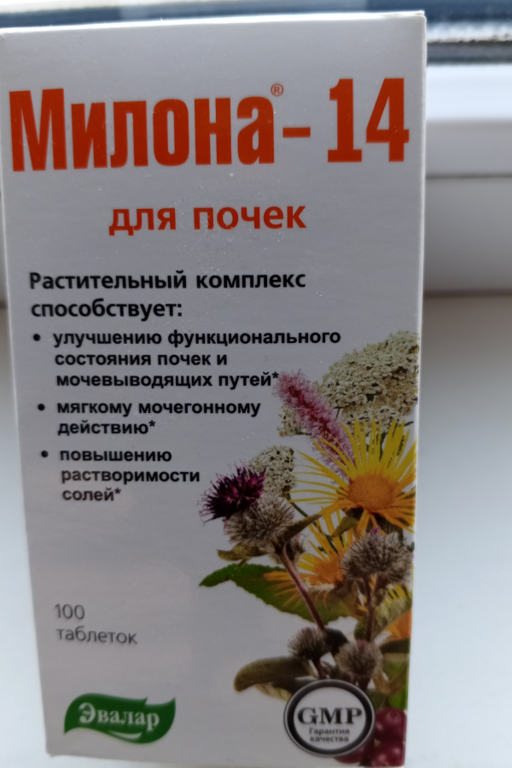 Милона®-14
для почек
Растительный комплекс
способствует:
• улучшению функционального
состояния почек и
мочевыводящих путей*
• мягкому мочегонному
действию*
• повышению
растворимости
солей*
100
таблеток
Эвалар
GMP
Гарантия
качества